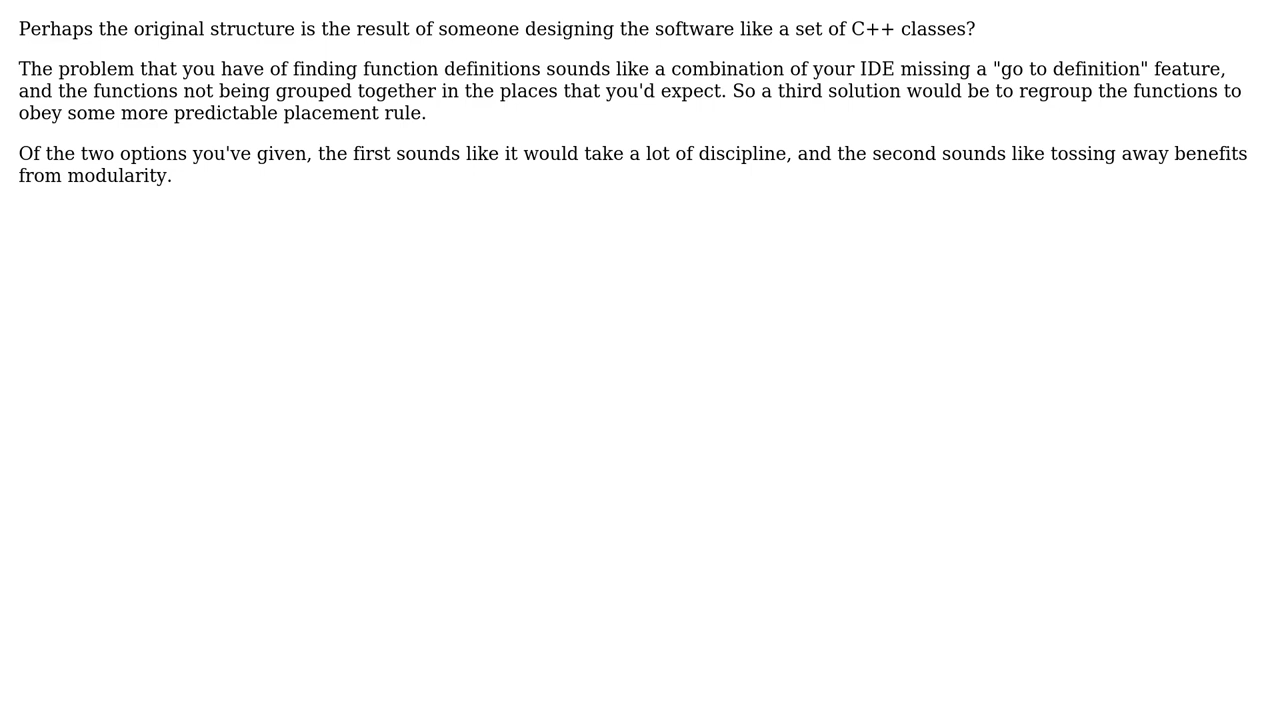 Perhaps the original structure is the result of someone designing the software like a set of C++ classes?
The problem that you have of finding function definitions sounds like a combination of your IDE missing a "go to definition" feature,
and the functions not being grouped together in the places that you'd expect. So a third solution would be to regroup the functions to
obey some more predictable placement rule.
Of the two options you've given, the first sounds like it would take a lot of discipline, and the second sounds like tossing away benefits
from modularity.